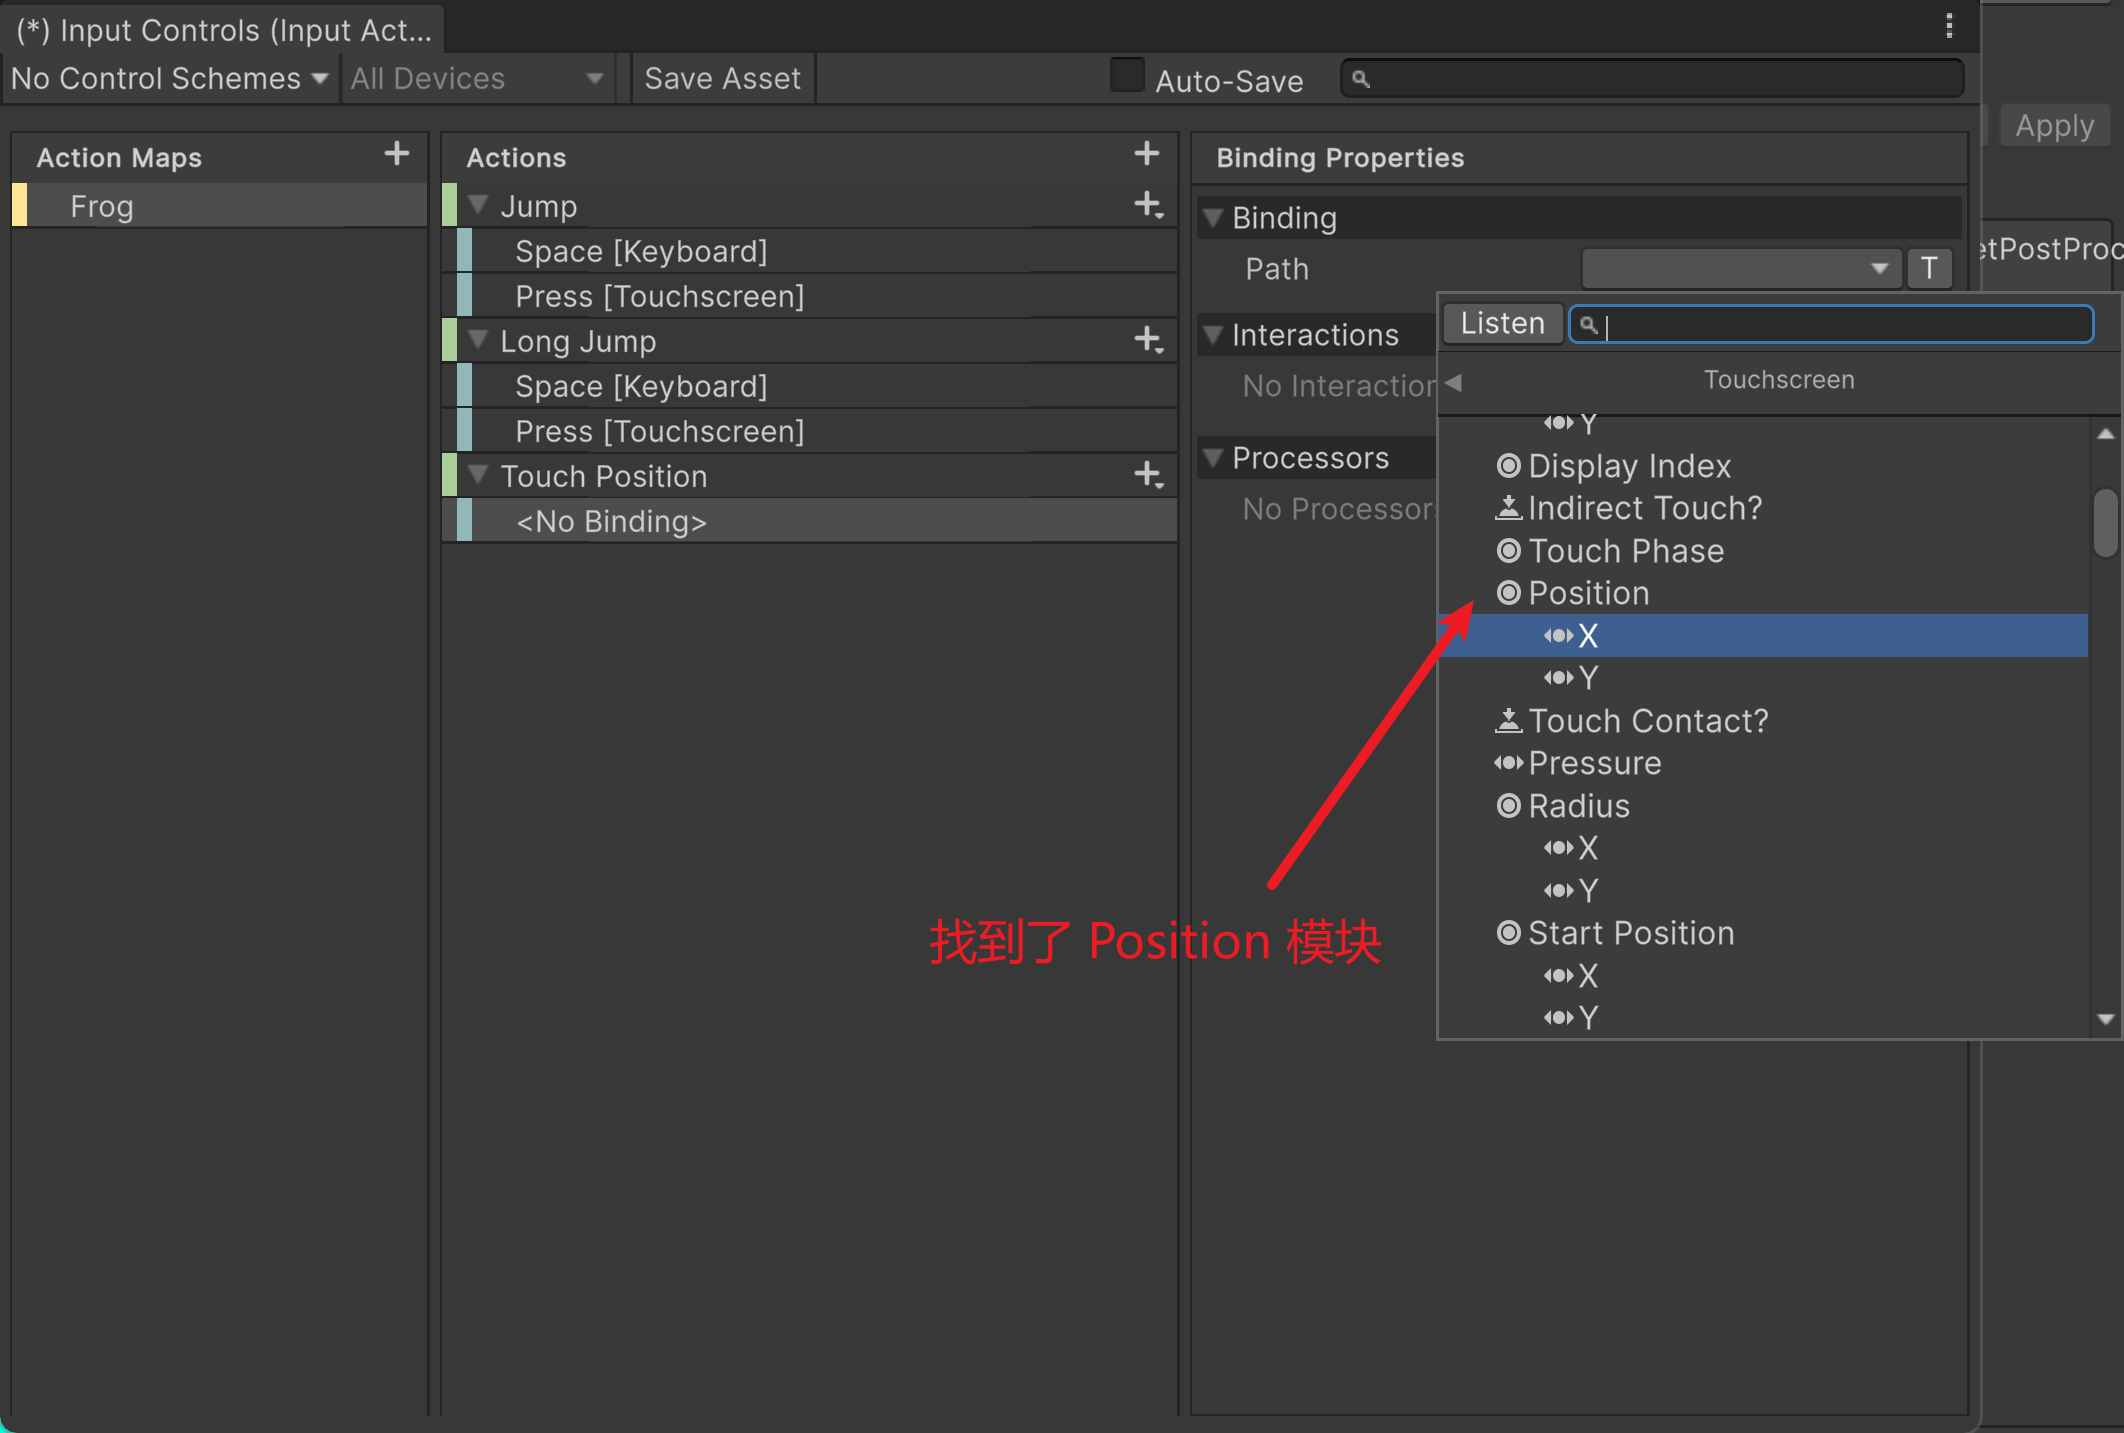 (*) Input Controls (Input Act...
No Control Schemes
All Devices
Save Asset
Auto-Save
Apply
Action Maps
Frog
Actions
Jump
Space [Keyboard]
Press [Touchscreen]
Long Jump
Space [Keyboard]
Press [Touchscreen]
Touch Position
<No Binding>
Binding Properties
Binding
Path
T
Interactions
No Interaction
Processors
No Processors
etPostProc
Listen
Touchscreen
Y
Display Index
Indirect Touch?
Touch Phase
Position
X
Y
Touch Contact?
Pressure
Radius
X
Y
Start Position
X
Y
找到了 Position 模块